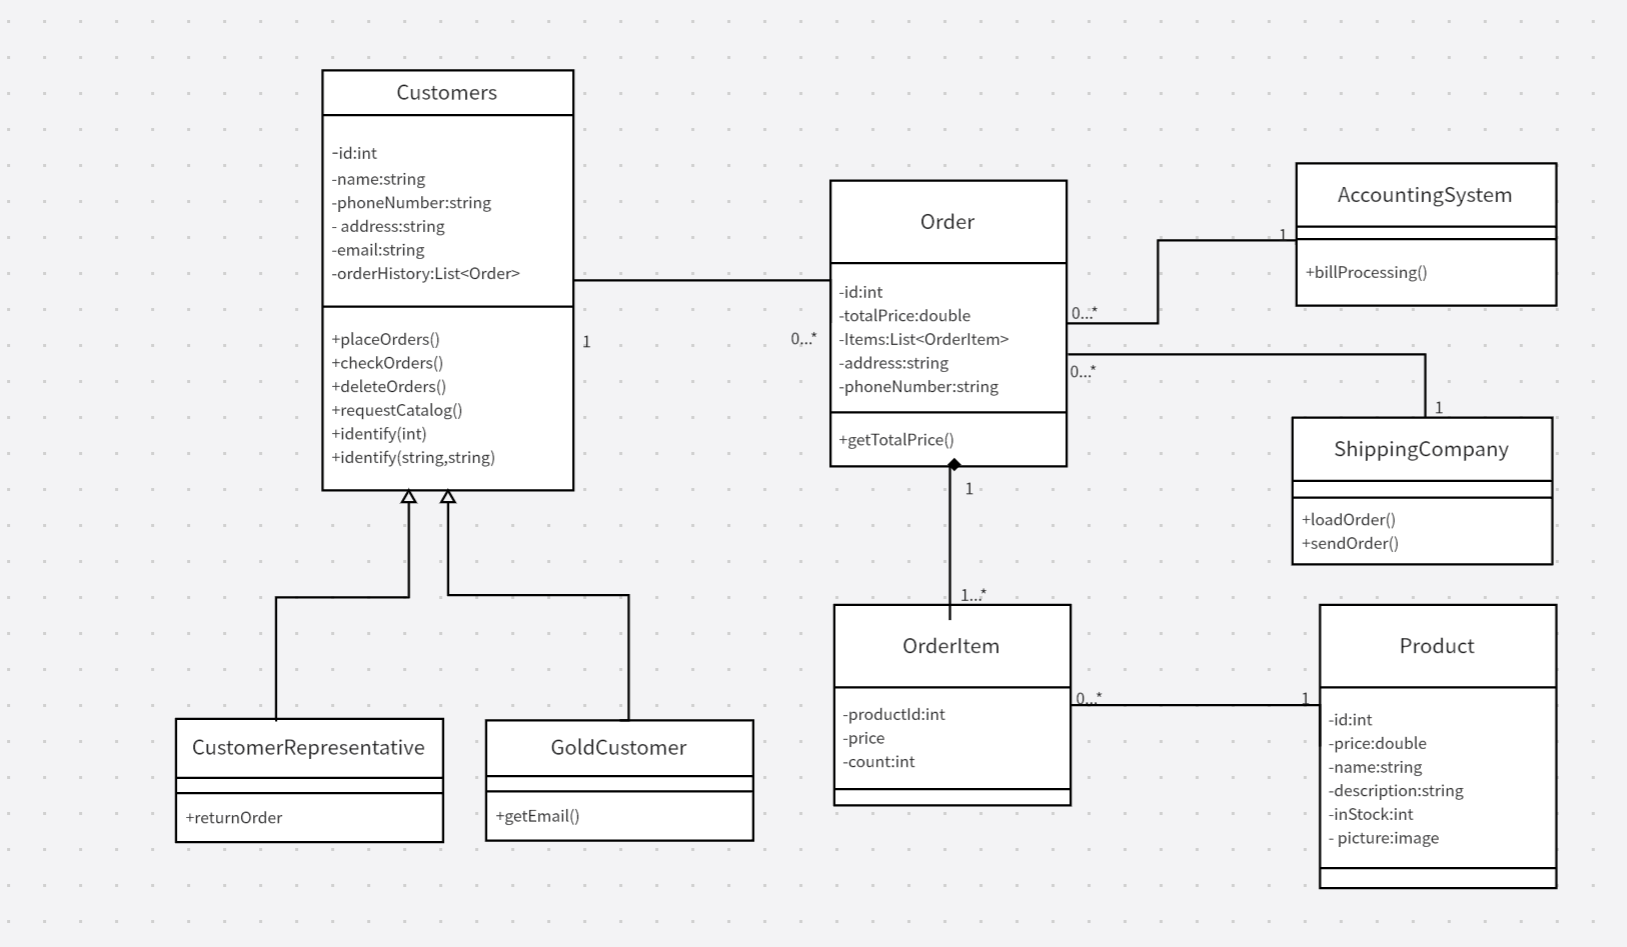 Customers
-id:int
-name:string
-phoneNumber:string
- address:string
-email:string
-orderHistory:List<Order>
+placeOrders()
+checkOrders()
+deleteOrders()
+requestCatalog()
+identify(int)
+identify(string,string)
1
0,..*
Order
-id:int
-totalPrice:double
-Items:List<OrderItem>
-address:string
-phoneNumber:string
+getTotalPrice()
0...*
1
AccountingSystem
+billProcessing()
0...*
1
ShippingCompany
+loadOrder()
+sendOrder()
1
1...*
OrderItem
-productId:int
-price
-count:int
0...*
1
Product
-id:int
-price:double
-name:string
-description:string
-inStock:int
- picture:image
CustomerRepresentative
+returnOrder
GoldCustomer
+getEmail()